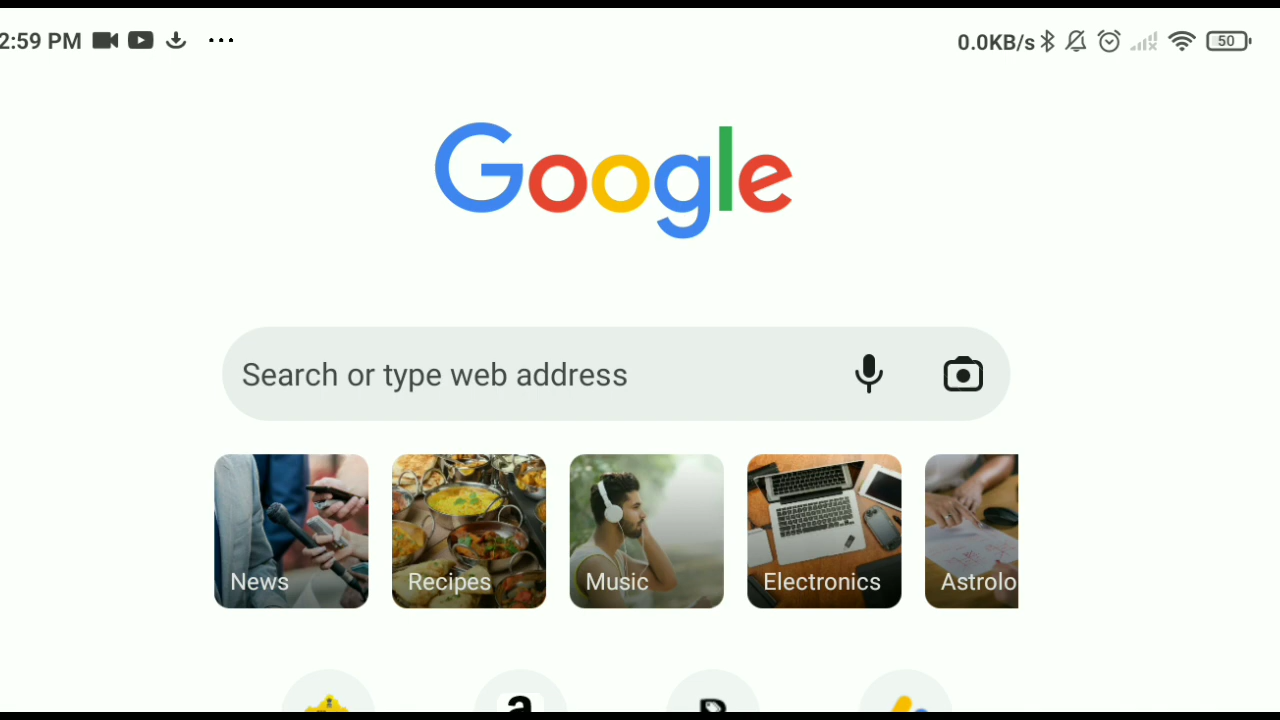 2:59 PM 0.0KB/s 50
Google
Search or type web address
News Recipes Music Electronics Astrolo
a